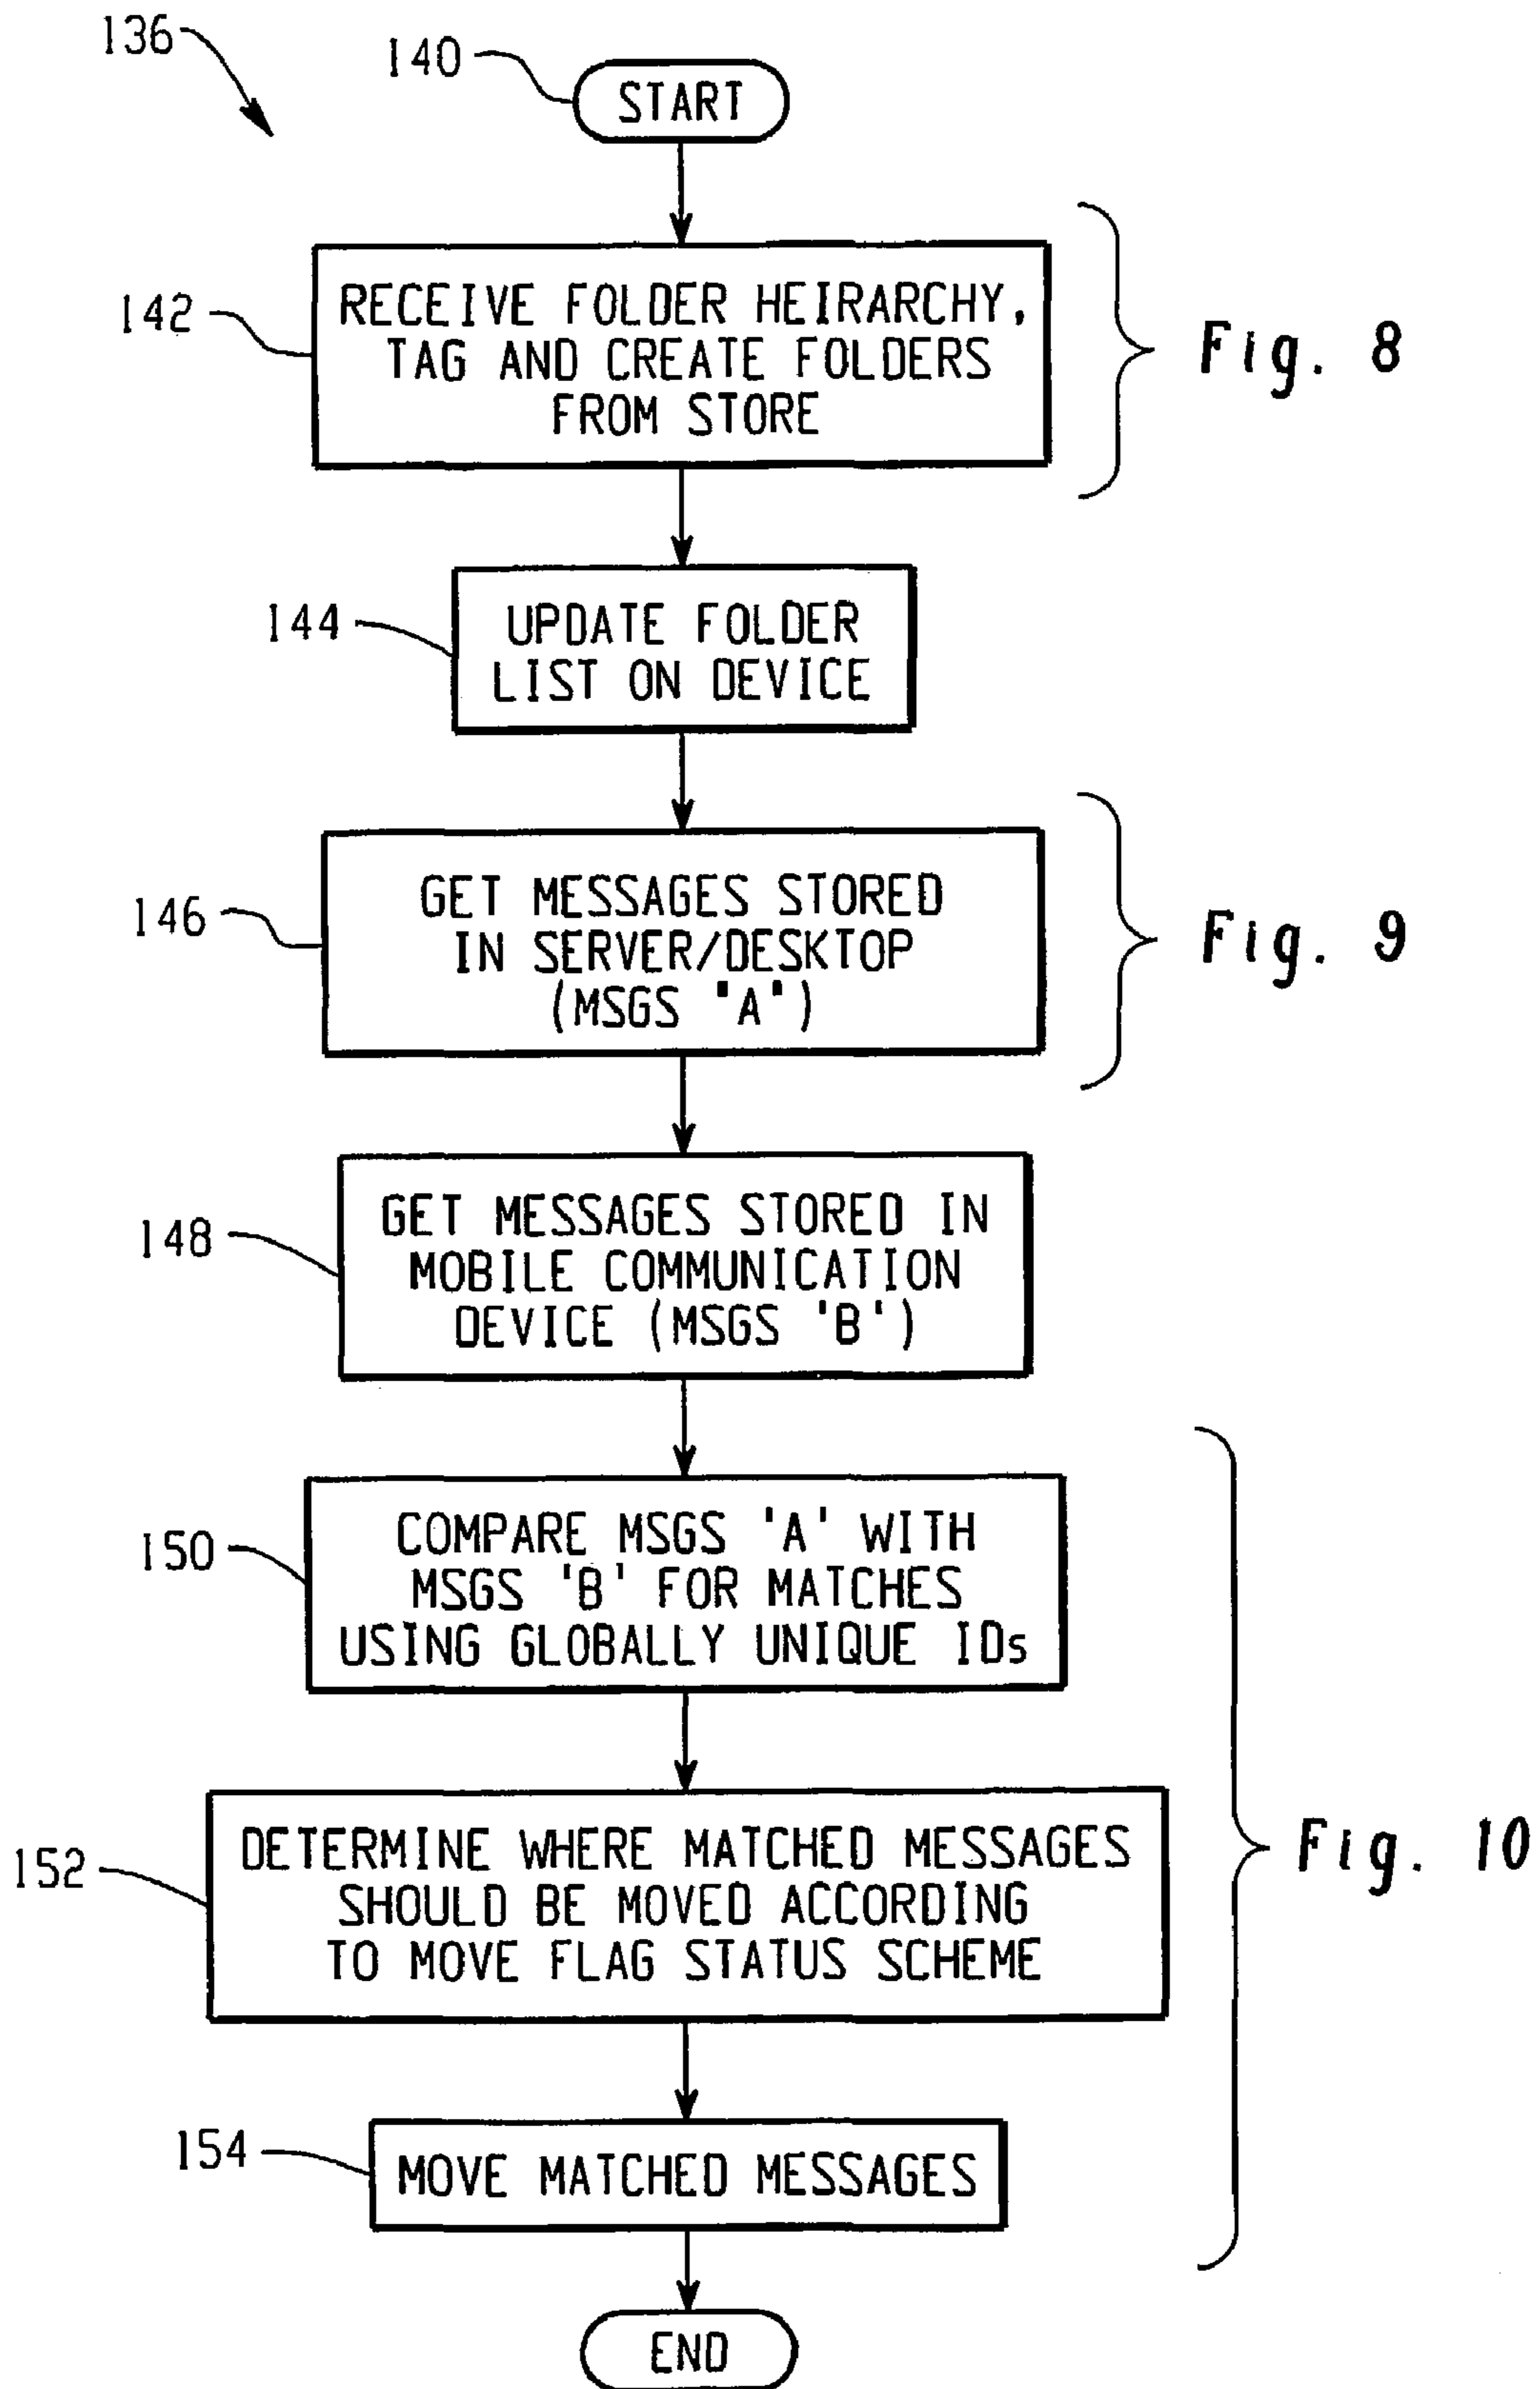 136
140
START
142
RECEIVE FOLDER HEIRARCHY,
TAG AND CREATE FOLDERS
FROM STORE
Fig. 8
144
UPDATE FOLDER
LIST ON DEVICE
146
GET MESSAGES STORED
IN SERVER/DESKTOP
(MSGS "A")
Fig. 9
148
GET MESSAGES STORED IN
MOBILE COMMUNICATION
DEVICE (MSGS 'B')
150
COMPARE MSGS 'A' WITH
MSGS 'B' FOR MATCHES
USING GLOBALLY UNIQUE IDs
152
DETERMINE WHERE MATCHED MESSAGES
SHOULD BE MOVED ACCORDING
TO MOVE FLAG STATUS SCHEME
Fig. 10
154
MOVE MATCHED MESSAGES
END